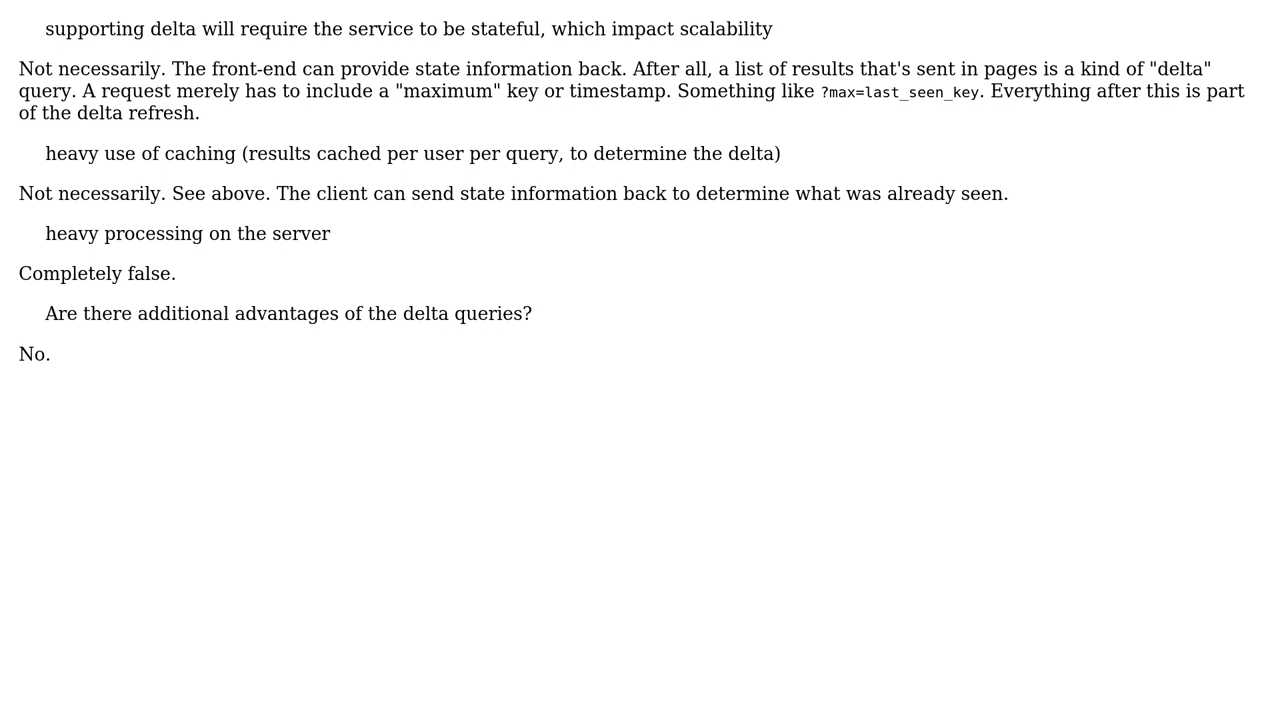 supporting delta will require the service to be stateful, which impact scalability
Not necessarily. The front-end can provide state information back. After all, a list of results that's sent in pages is a kind of "delta"
query. A request merely has to include a "maximum" key or timestamp. Something like ?max=last_seen_key. Everything after this is part
of the delta refresh.
heavy use of caching (results cached per user per query, to determine the delta)
Not necessarily. See above. The client can send state information back to determine what was already seen.
heavy processing on the server
Completely false.
Are there additional advantages of the delta queries?
No.